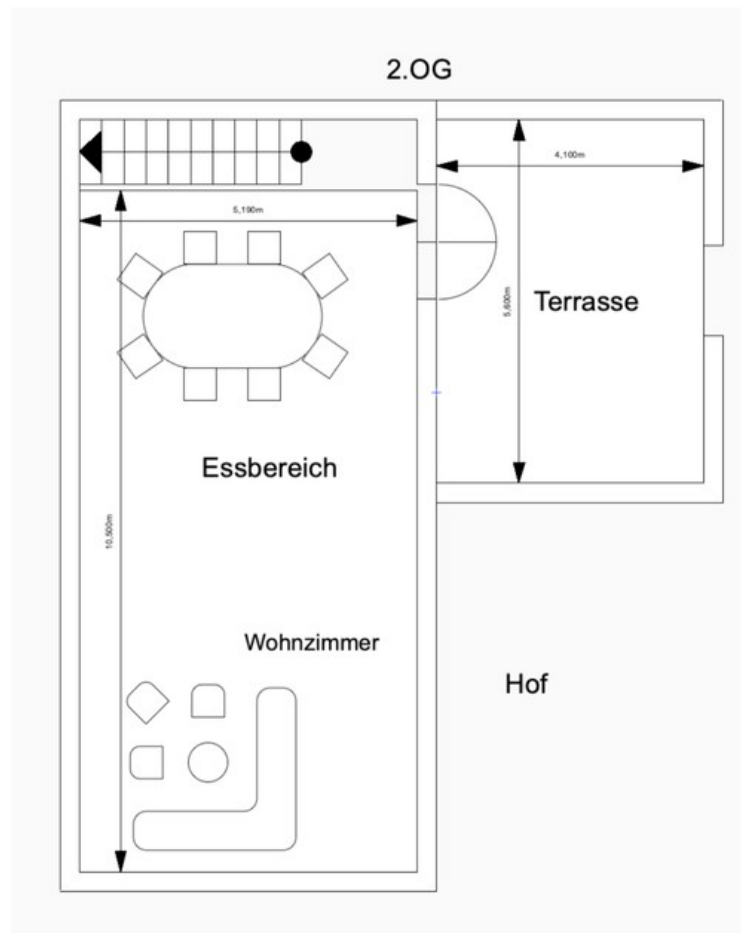 2.OG
4,100m
5,190m
5,600m
Terrasse
Essbereich
10,500m
Wohnzimmer
Hof